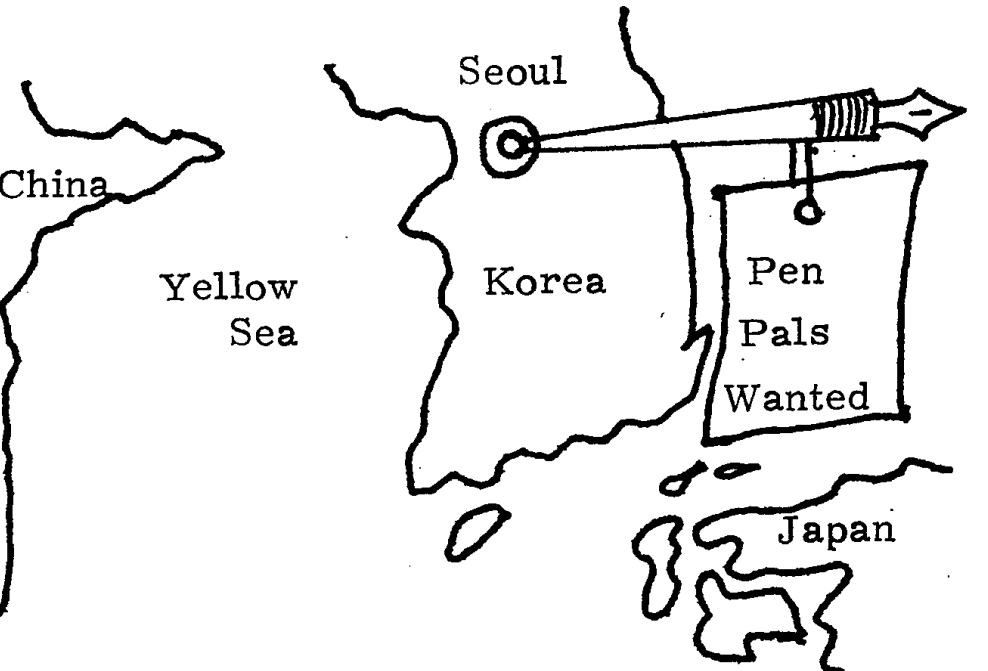 Seoul
China
Yellow
Sea
Korea
Pen
Pals
Wanted
Japan